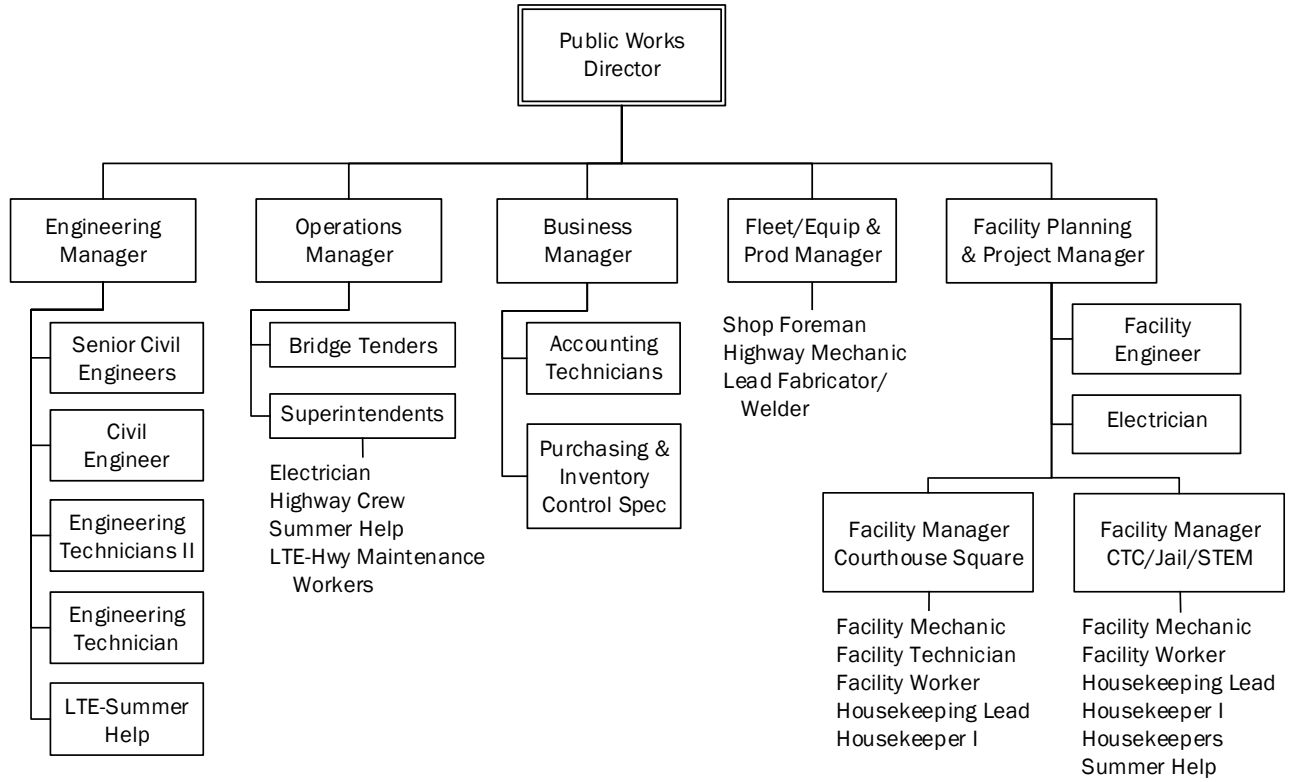 Public Works
Director
Engineering
Manager
Operations
Manager
Business
Manager
Fleet/Equip &
Prod Manager
Facility Planning
& Project Manager
Senior Civil
Engineers
Civil
Engineer
Engineering
Technicians II
Engineering
Technician
LTE-Summer
Help
Bridge Tenders
Superintendents
Electrician
Highway Crew
Summer Help
LTE-Hwy Maintenance
Workers
Accounting
Technicians
Purchasing &
Inventory
Control Spec
Shop Foreman
Highway Mechanic
Lead Fabricator/
Welder
Facility
Engineer
Electrician
Facility Manager
Courthouse Square
Facility Mechanic
Facility Technician
Facility Worker
Housekeeping Lead
Housekeeper I
Facility Manager
CTC/Jail/STEM
Facility Mechanic
Facility Worker
Housekeeping Lead
Housekeeper I
Housekeepers
Summer Help